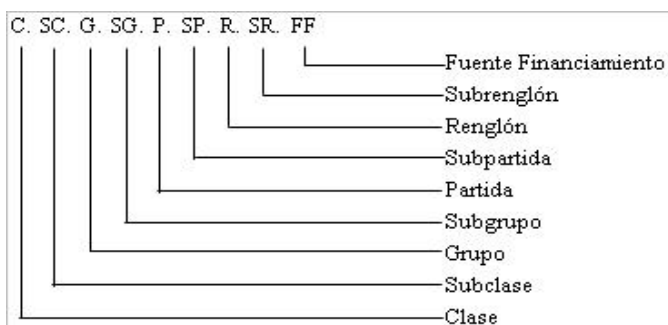 C. SC. G. SG. P. SP. R. SR. FF
Fuente Financiamiento
Subrenglón
Renglón
Subpartida
Partida
Subgrupo
Grupo
Subclase
Clase